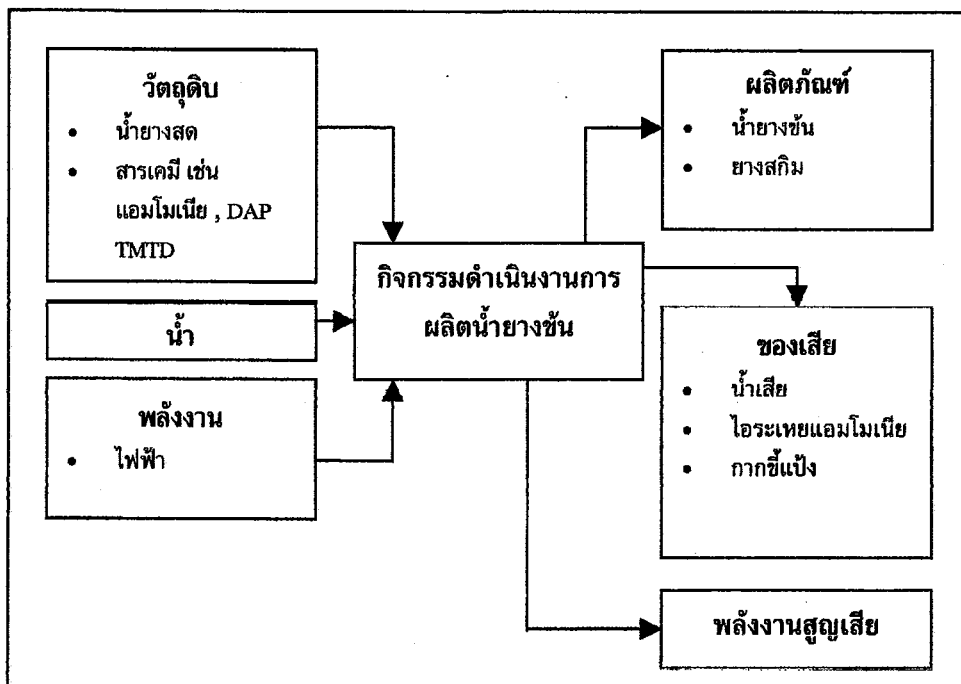 วัตถุดิบ
• น้ำยางสด
• สารเคมี เช่น
แอมโมเนีย , DAP
TMTD
น้ำ
พลังงาน
• ไฟฟ้า
กิจกรรมดำเนินงานการ
ผลิตน้ำยางข้น
ผลิตภัณฑ์
• น้ำยางข้น
• ยางสกิม
ของเสีย
• น้ำเสีย
• ไอระเหยแอมโมเนีย
• กากขี้แป้ง
พลังงานสูญเสีย